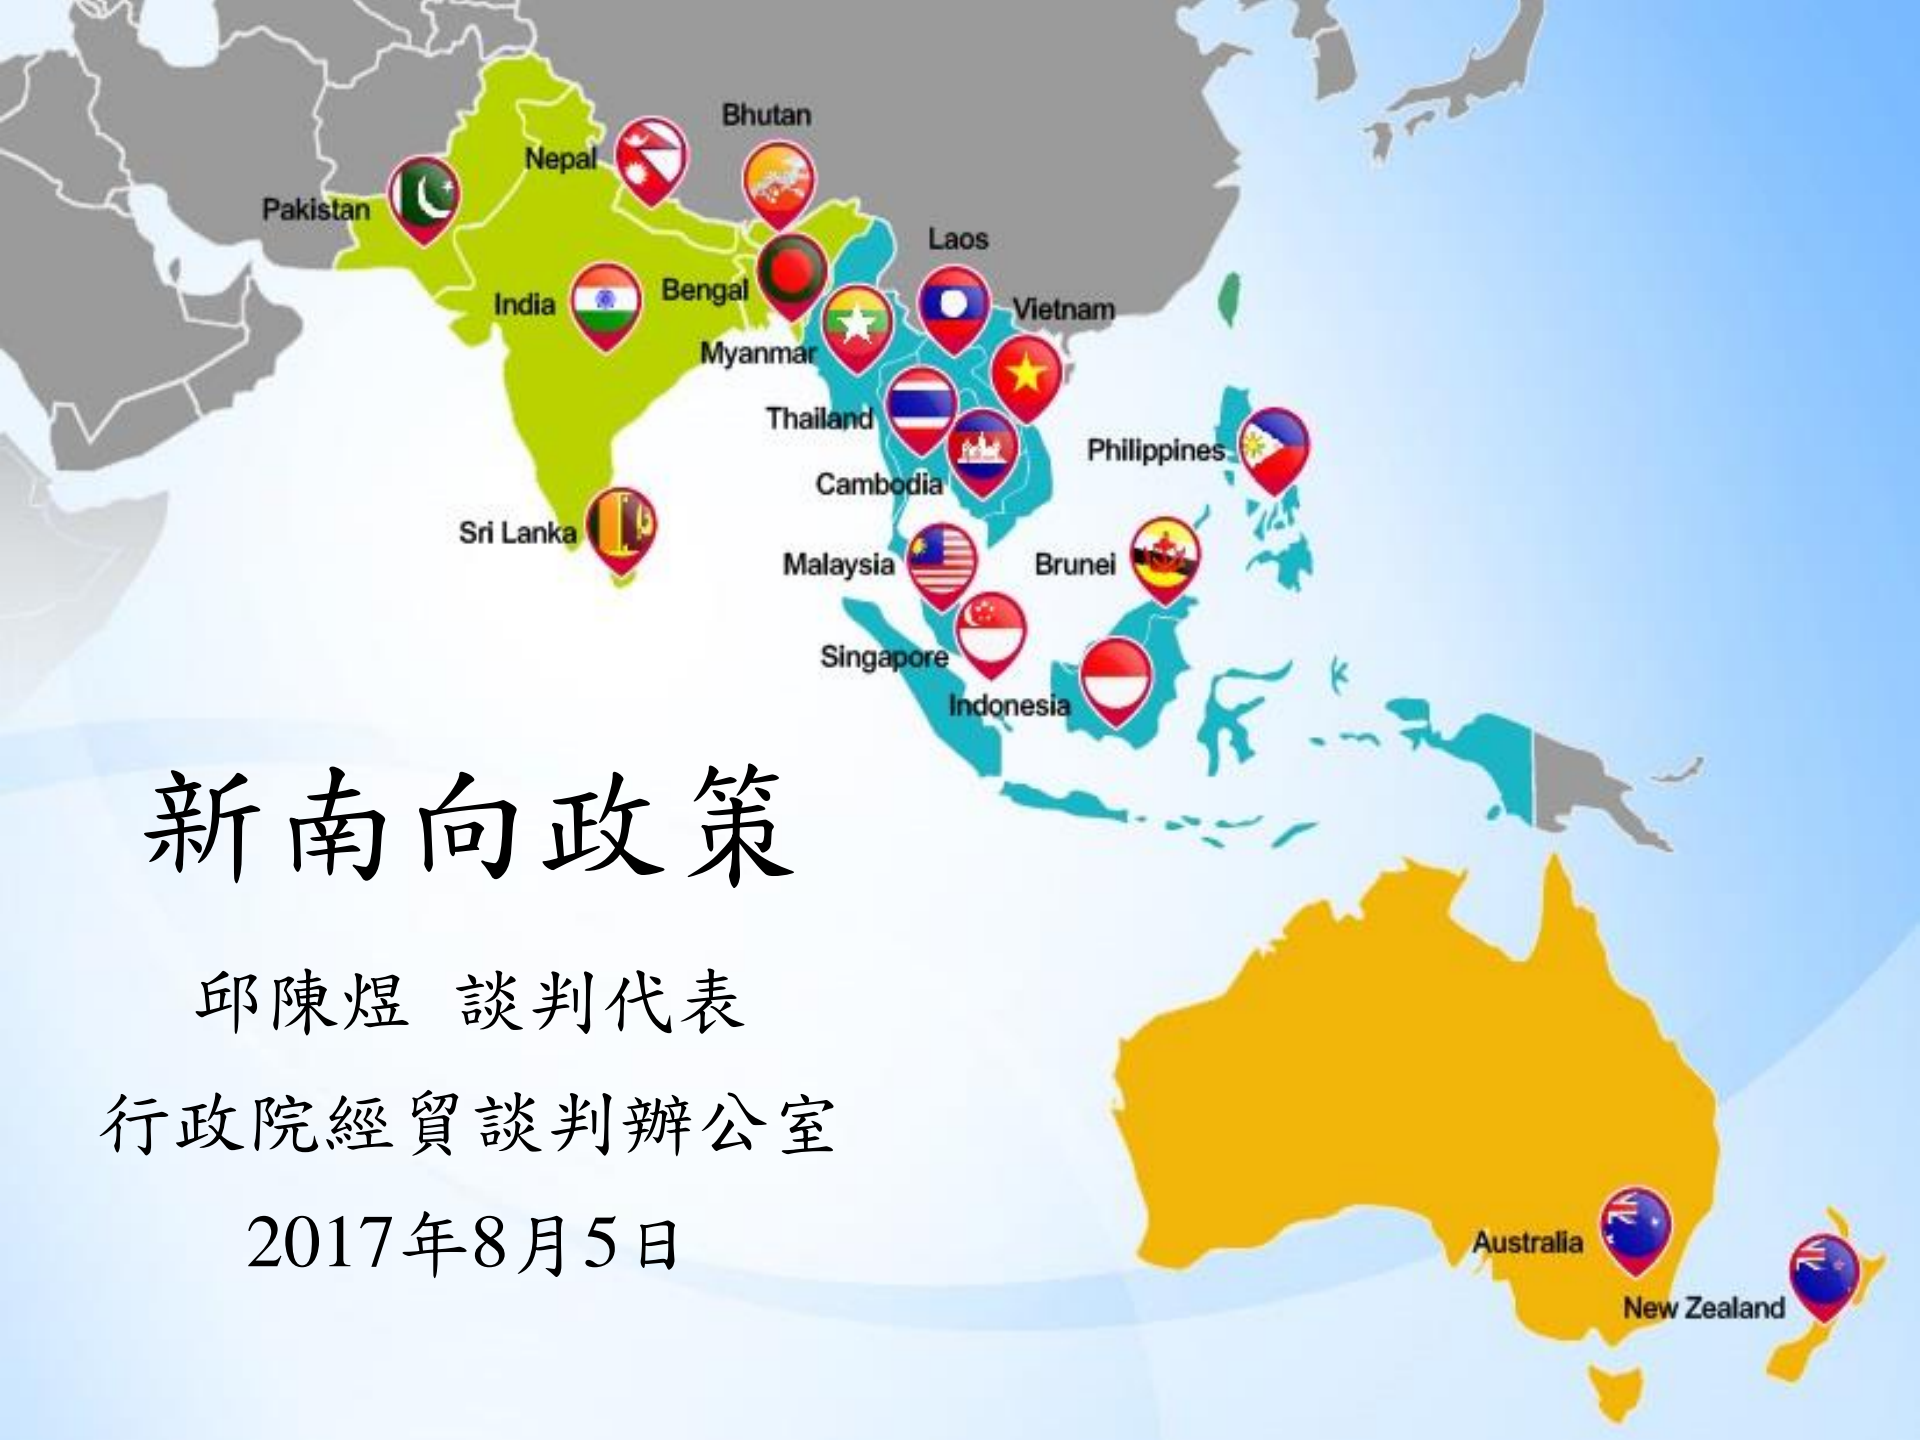 Bhutan
Nepal
Pakistan
Laos
India
Bengal
Vietnam
Myanmar
Thailand
Philippines
Cambodia
Sri Lanka
Malaysia
Brunei
Singapore
Indonesia
新南向政策
邱陳煜 談判代表
行政院經貿談判辦公室
2017年8月5日
Australia
New Zealand